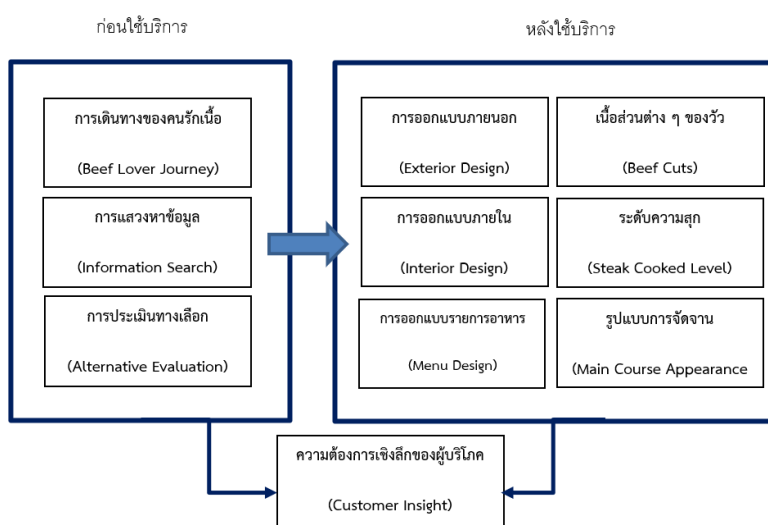 ก่อนใช้บริการ
หลังใช้บริการ
การเดินทางของคนรักเนื้อ
(Beef Lover Journey)
การแสวงหาข้อมูล
(Information Search)
การประเมินทางเลือก
(Alternative Evaluation)
การออกแบบภายนอก
(Exterior Design)
การออกแบบภายใน
(Interior Design)
การออกแบบรายการอาหาร
(Menu Design)
เนื้อส่วนต่าง ๆ ของวัว
(Beef Cuts)
ระดับความสุก
(Steak Cooked Level)
รูปแบบการจัดจาน
(Main Course Appearance
ความต้องการเชิงลึกของผู้บริโภค
(Customer Insight)